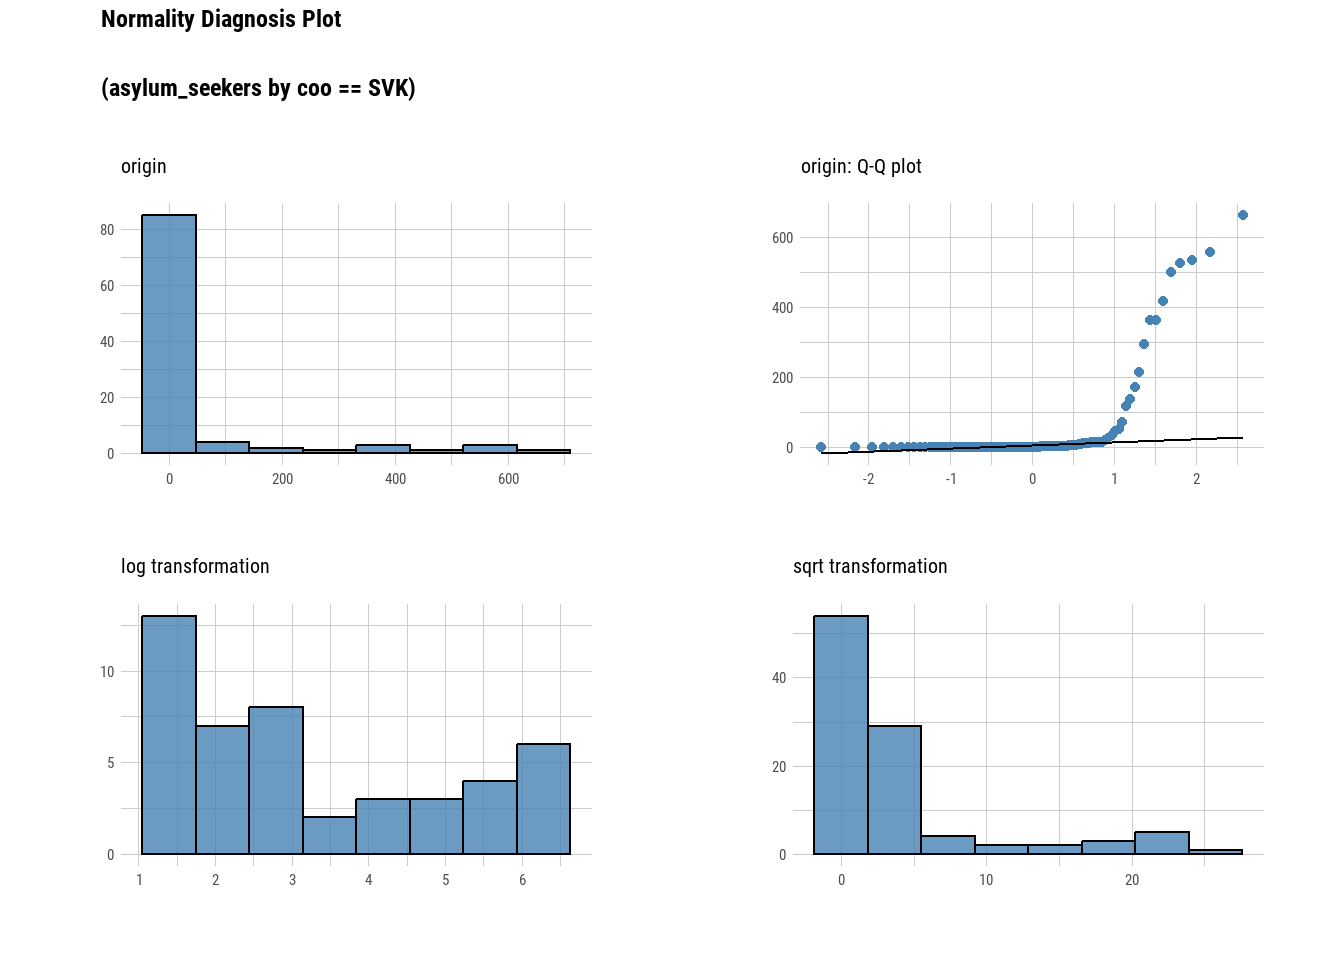 Normality Diagnosis Plot
(asylum_seekers by coo == SVK)
origin
80
60
40
20
0
0 200 400 600
origin: Q-Q plot
600
400
200
0
-2 -1 0 1 2
log transformation
10
5
0
1 2 3 4 5 6
sqrt transformation
40
20
0
0 10 20